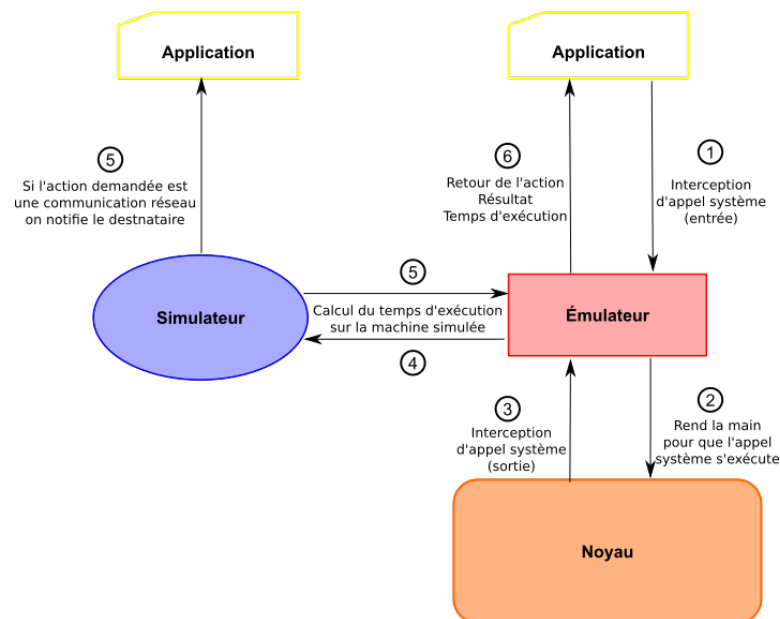 Application
Application
5
Si l'action demandée est
une communication réseau
on notifie le destnataire
6
Retour de l'action
Résultat
Temps d'exécution
1
Interception
d'appel système
(entrée)
5
Simulateur
Calcul du temps d'exécution
sur la machine simulée
Émulateur
4
3
Interception
d'appel système
(sortie)
2
Rend la main
pour que l'appel
système s'exécute
Noyau